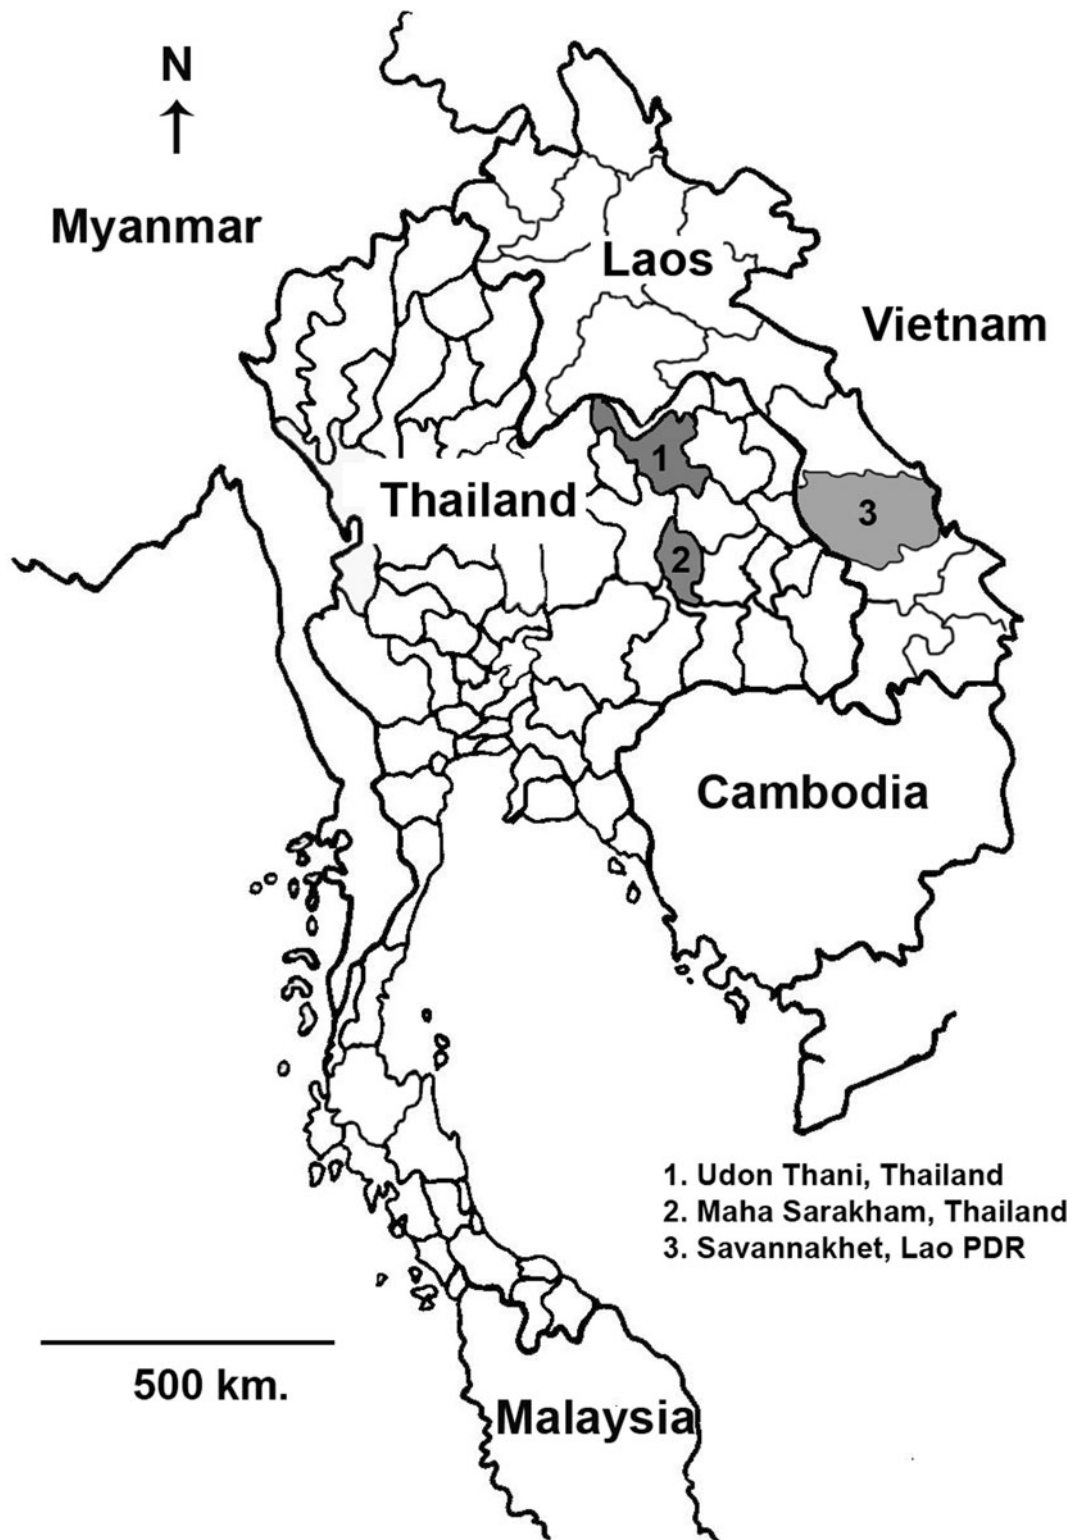 N
Myanmar
Laos
Vietnam
1
Thailand
3
2
Cambodia
1. Udon Thani, Thailand
2. Maha Sarakham, Thailand
3. Savannakhet, Lao PDR
500 km.
Malaysia